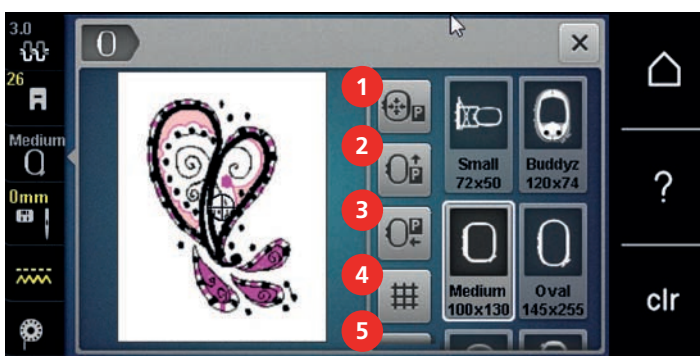 3.0
26
Medium
0mm
1
P
2
P
3
P
4
5
Small
72x50
Buddyz
120x74
Medium
100x130
Oval
145x255
?
clr